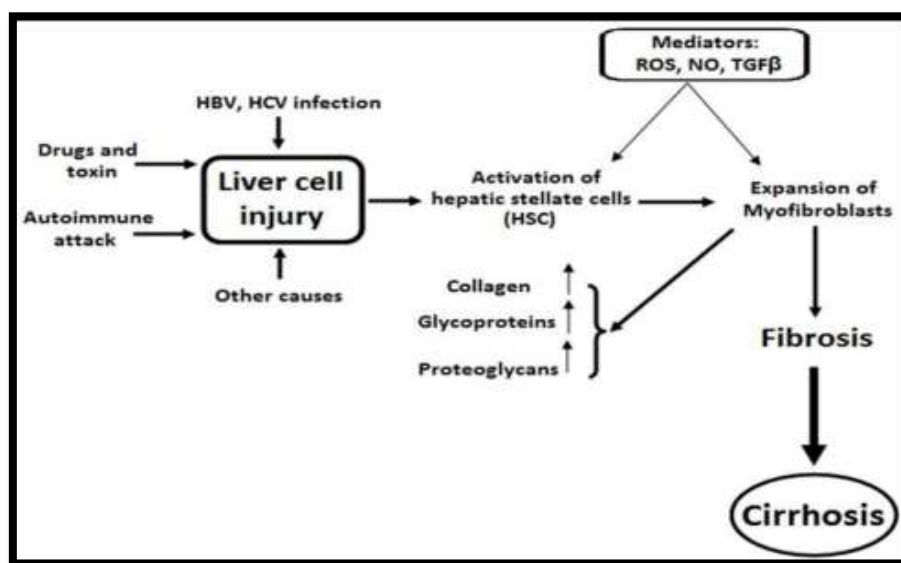 Mediators:
ROS, NO, TGFβ
HBV, HCV infection
Drugs and
toxin
Autoimmune
attack
Liver cell
injury
Other causes
Activation of
hepatic stellate cells
(HSC)
Expansion of
Myofibroblasts
Collagen
Glycoproteins
Proteoglycans
Fibrosis
Cirrhosis